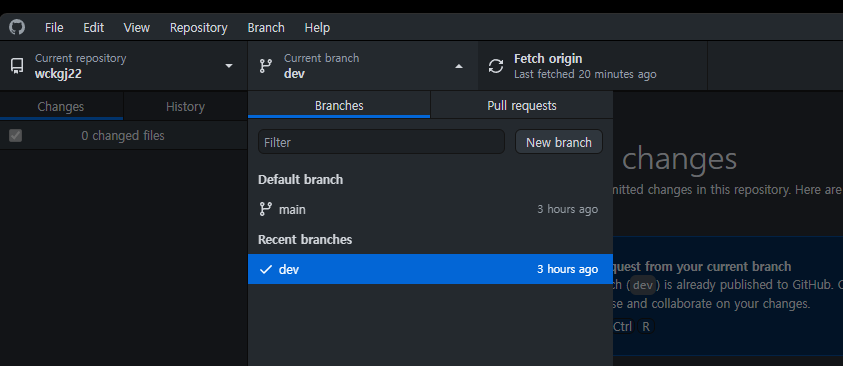 File Edit View Repository Branch Help
Current repository
wckgj22
Current branch
dev
Fetch origin
Last fetched 20 minutes ago
Changes History
0 changed files
Branches Pull requests
Filter New branch
Default branch
main 3 hours ago
Recent branches
dev 3 hours ago
changes
mitted changes in this repository. Here are
quest from your current branch
ch (dev) is already published to GitHub. C
se and collaborate on your changes.
Ctrl R